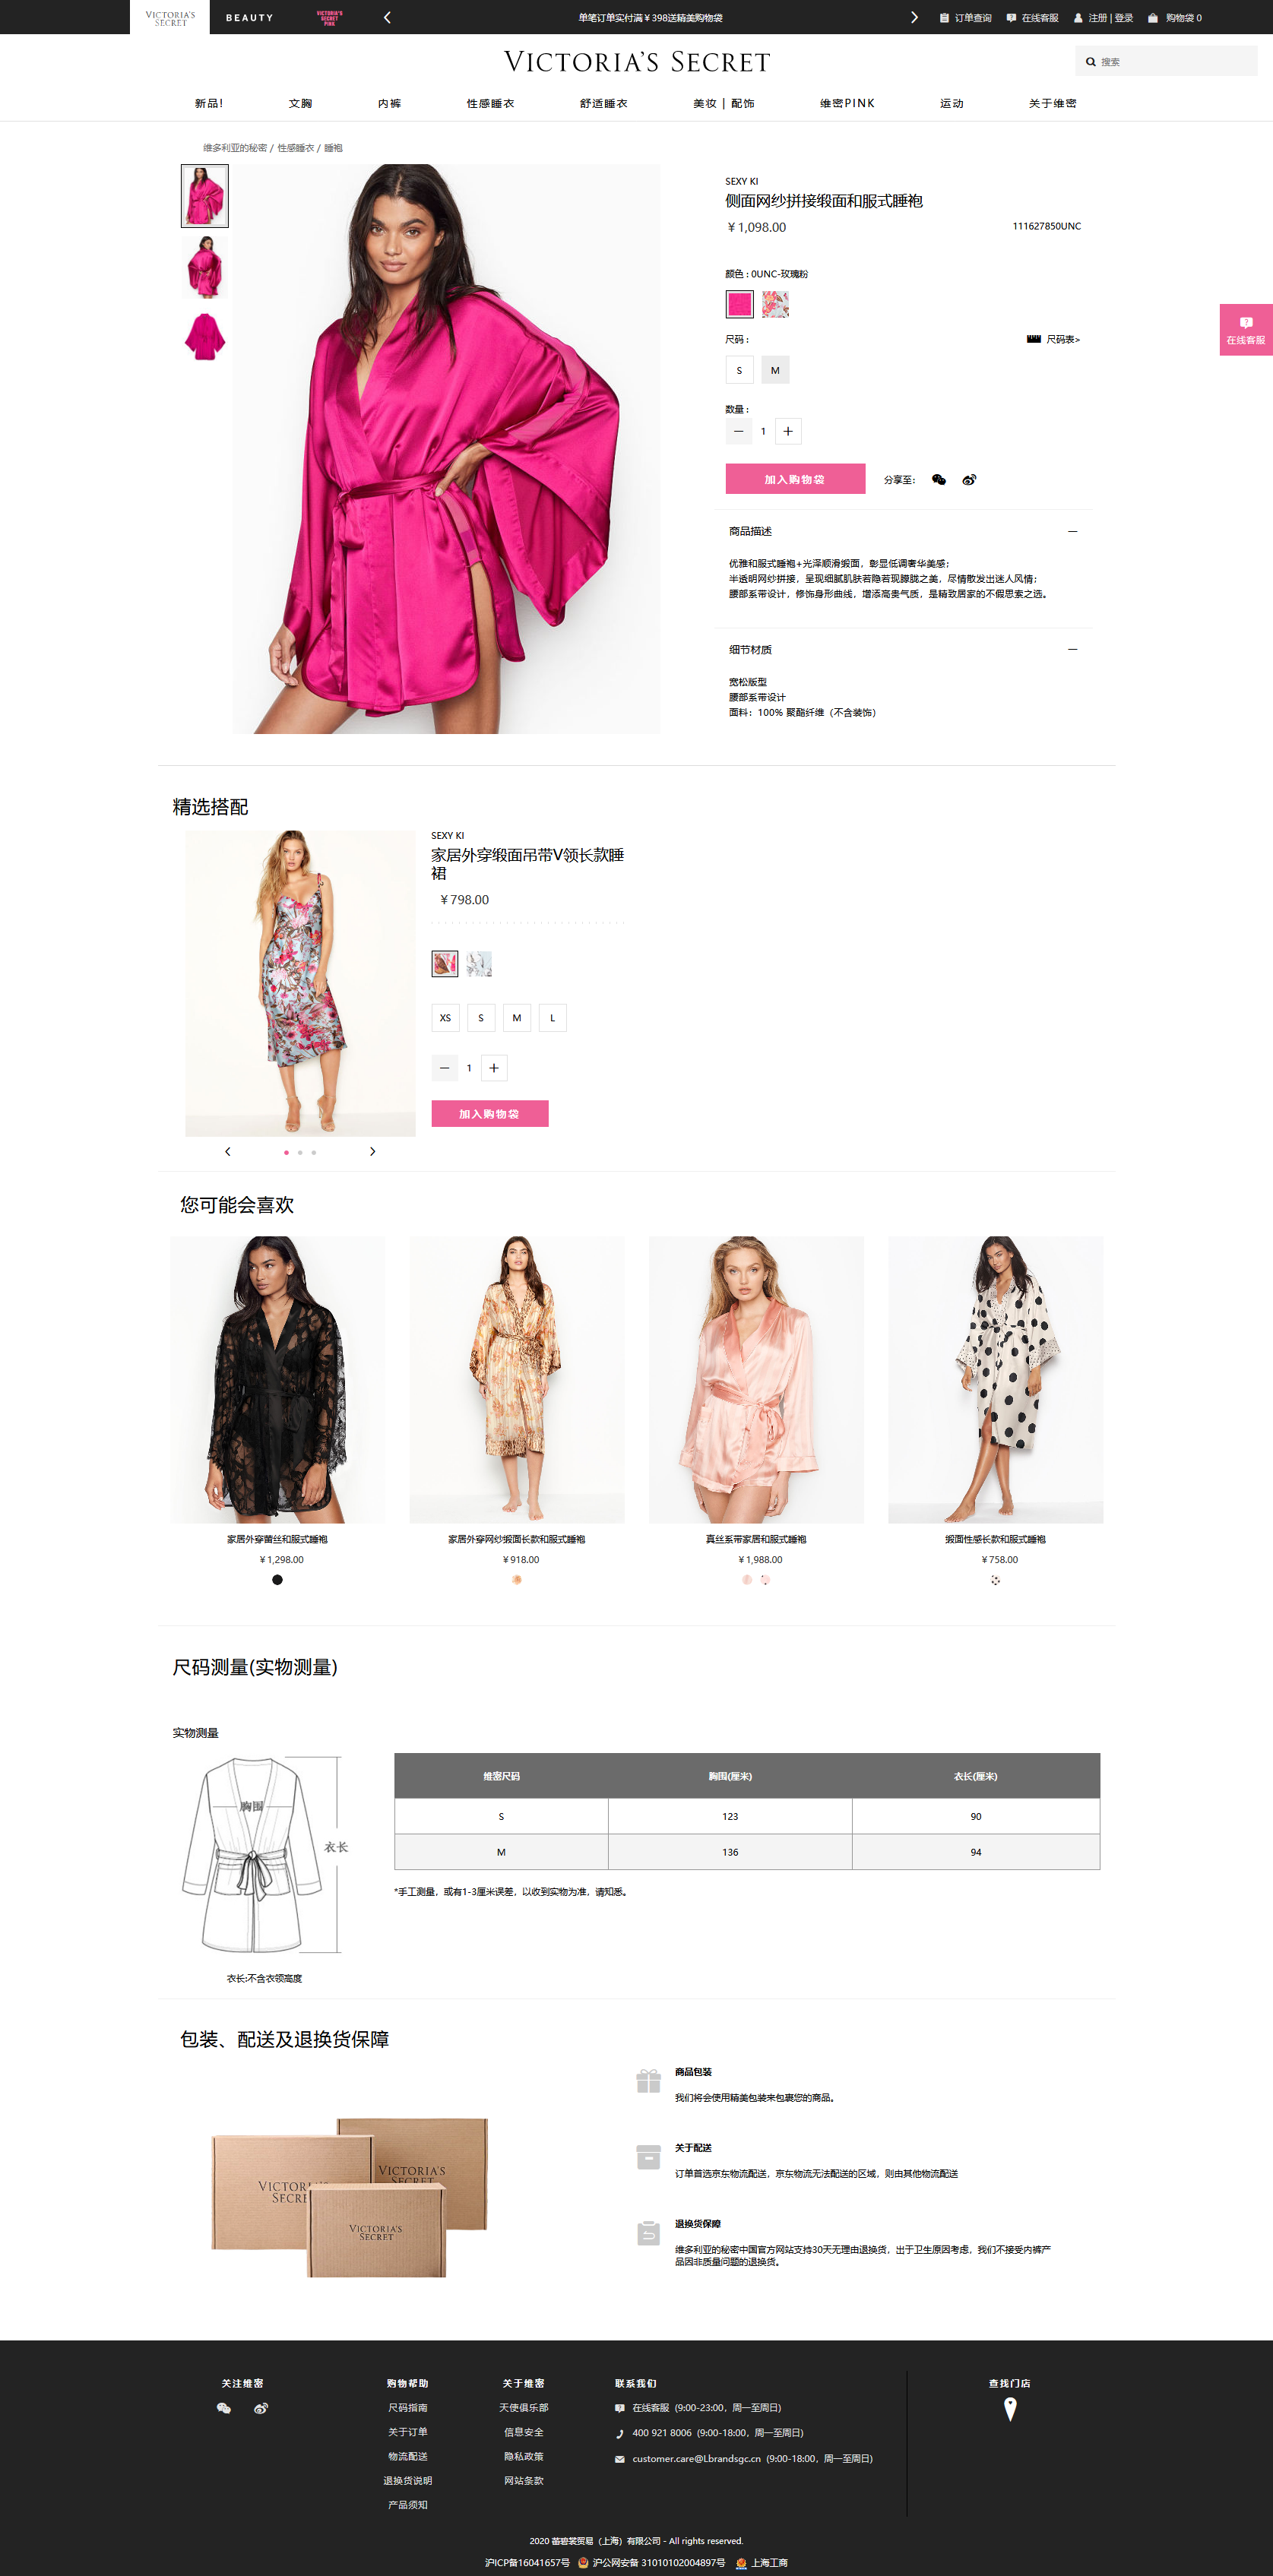 VICTORIA'S
SECRET
BEAUTY
VICTORIA'S
SECRET
PINK
单笔订单实付满￥398送精美购物袋
订单查询
在线客服
注册 | 登录
购物袋 0
VICTORIA'S SECRET
搜索
新品!
文胸
内裤
性感睡衣
舒适睡衣
美妆 | 配饰
维密PINK
运动
关于维密
维多利亚的秘密 / 性感睡衣 / 睡袍
SEXY KI
侧面网纱拼接缎面和服式睡袍
￥1,098.00
111627850UNC
颜色 : 0UNC-玫瑰粉
在线客服
尺码 :
尺码表>
S
M
数量 :
1
加入购物袋
分享至:
商品描述
优雅和服式睡袍+光泽顺滑缎面，彰显低调奢华美感；
半透明网纱拼接，呈现细腻肌肤若隐若现朦胧之美，尽情散发出迷人风情；
腰部系带设计，修饰身形曲线，增添高贵气质，是精致居家的不假思索之选。
细节材质
宽松版型
腰部系带设计
面料：100% 聚酯纤维（不含装饰）
精选搭配
SEXY KI
家居外穿缎面吊带V领长款睡
裙
￥798.00
XS
S
M
L
1
加入购物袋
您可能会喜欢
家居外穿蕾丝和服式睡袍
￥1,298.00
家居外穿网纱缎面长款和服式睡袍
￥918.00
真丝系带家居和服式睡袍
￥1,988.00
缎面性感长款和服式睡袍
￥758.00
尺码测量(实物测量)
实物测量
胸围
衣长
衣长:不含衣领高度
维密尺码
胸围(厘米)
衣长(厘米)
S
123
90
M
136
94
*手工测量，或有1-3厘米误差，以收到实物为准，请知悉。
包装、配送及退换货保障
VICTORIA'S
SECRET
VICTORIA'S
SECRET
商品包装
我们将会使用精美包装来包裹您的商品。
关于配送
订单首选京东物流配送，京东物流无法配送的区域，则由其他物流配送
退换货保障
维多利亚的秘密中国官方网站支持30天无理由退换货，出于卫生原因考虑，我们不接受内裤产
品因非质量问题的退换货。
关注维密
购物帮助
尺码指南
关于订单
物流配送
退换货说明
产品须知
关于维密
天使俱乐部
信息安全
隐私政策
网站条款
联系我们
在线客服（9:00-23:00，周一至周日)
400 921 8006（9:00-18:00，周一至周日)
customer.care@Lbrandsgc.cn（9:00-18:00，周一至周日)
查找门店
2020 茵碧裳贸易（上海）有限公司 - All rights reserved.
沪ICP备16041657号
沪公网安备 31010102004897号
上海工商